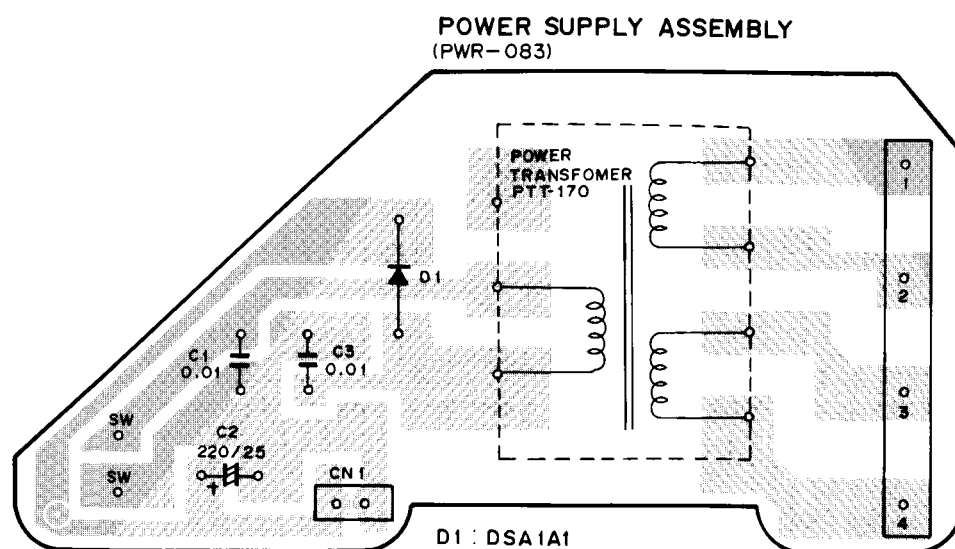 POWER SUPPLY ASSEMBLY
(PWR-083)
POWER
TRANSFOMER
PTT-170
1
D1
2
C1
0.01
C3
0.01
3
SW
C2
220/25
SW
+
CN1
4
D1 : DSA1A1